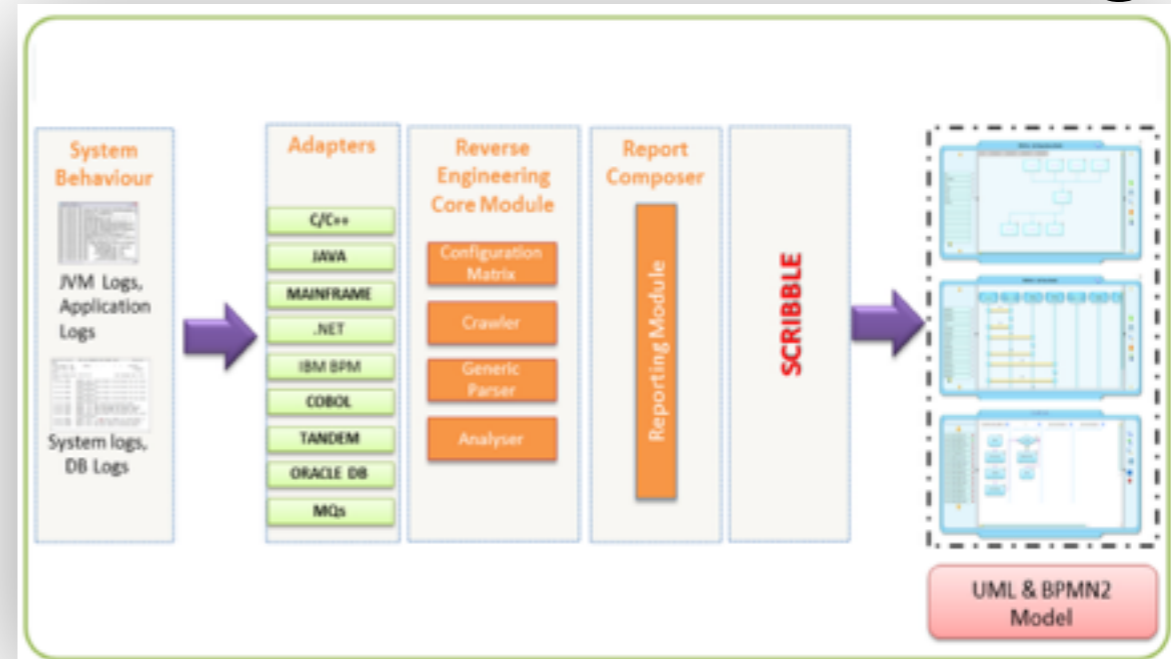 System
Behaviour
JVM Logs,
Application
Logs
System logs,
DB Logs
Adapters
C/C++
JAVA
MAINFRAME
.NET
IBM BPM
COBOL
TANDEM
ORACLE DB
MQs
Reverse
Engineering
Core Module
Configuration
Matrix
Crawler
Generic
Parser
Analyser
Report
Composer
Reporting Module
SCRIBBLE
UML & BPMN2
Model